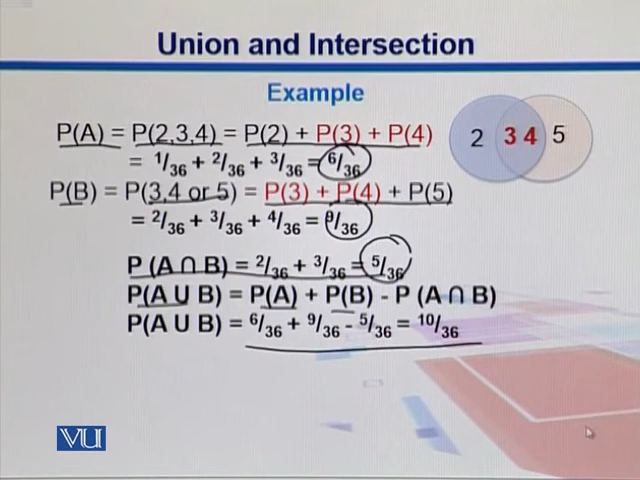 Union and Intersection
Example
P(A) = P(2,3,4) = P(2) + P(3) + P(4)
= 1/36 + 2/36 + 3/36 = 6/36
2 3 4 5
P(B) = P(3,4 or 5) = P(3) + P(4) + P(5)
= 2/36 + 3/36 + 4/36 = 9/36
P (A ∩ B) = 2/36 + 3/36 = 5/36
P(A U B) = P(A) + P(B) - P (A ∩ B)
P(A U B) = 6/36 + 9/36 - 5/36 = 10/36
VU